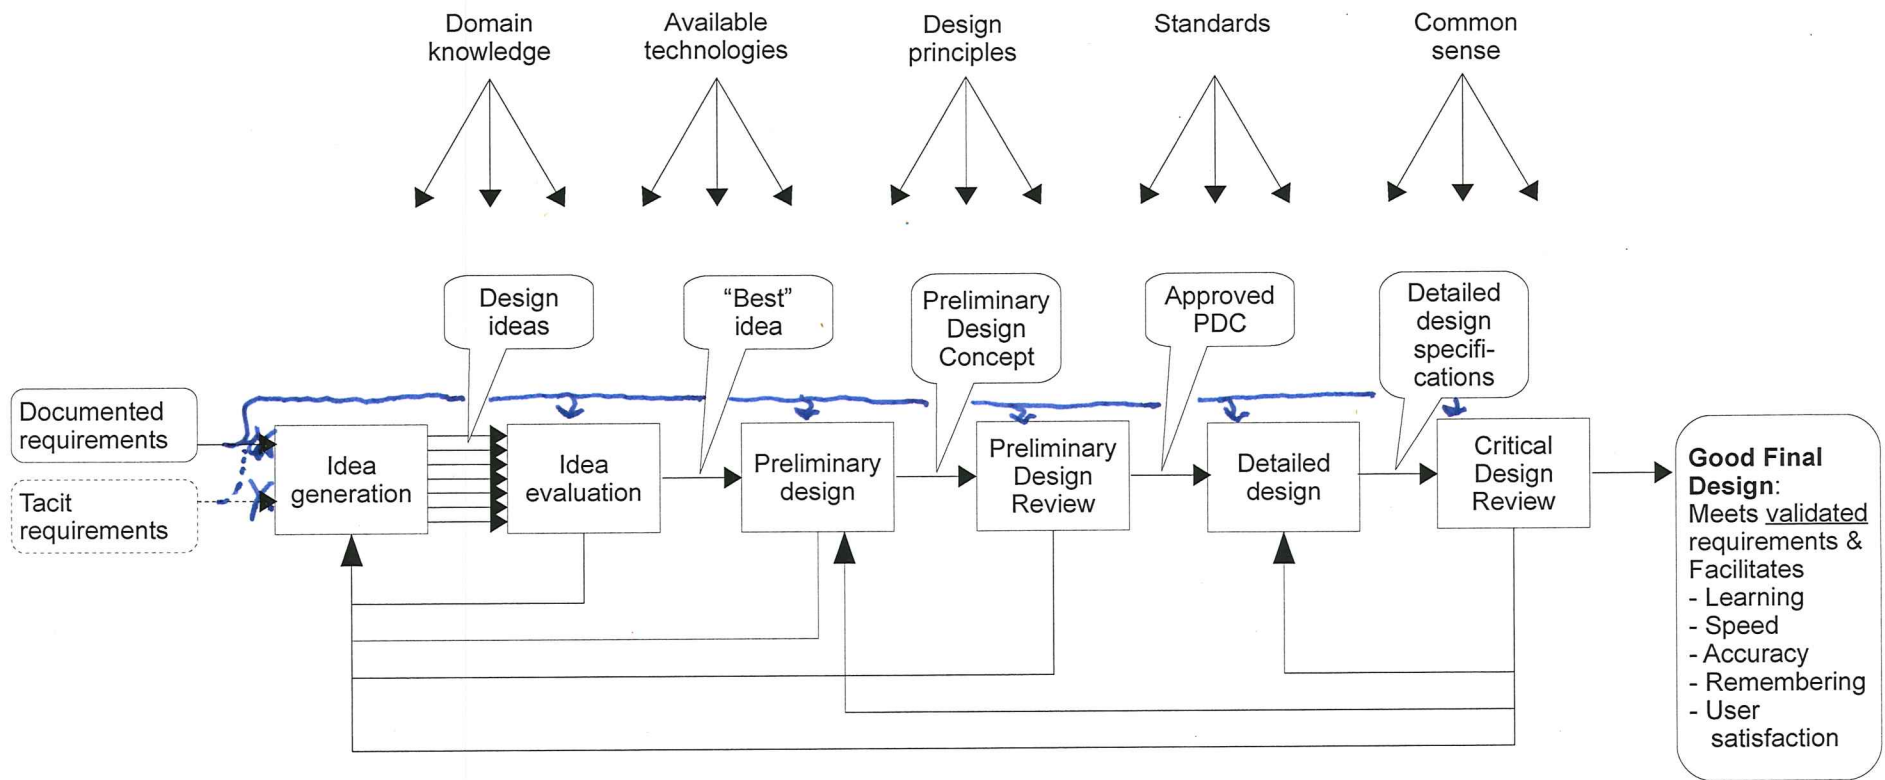 Domain
knowledge
Available
technologies
Design
principles
Standards
Common
sense
Design
ideas
“Best”
idea
Preliminary
Design
Concept
Approved
PDC
Detailed
design
specifi-
cations
Documented
requirements
Tacit
requirements
Idea
generation
Idea
evaluation
Preliminary
design
Preliminary
Design
Review
Detailed
design
Critical
Design
Review
Good Final
Design:
Meets validated
requirements &
Facilitates
- Learning
- Speed
- Accuracy
- Remembering
- User
satisfaction